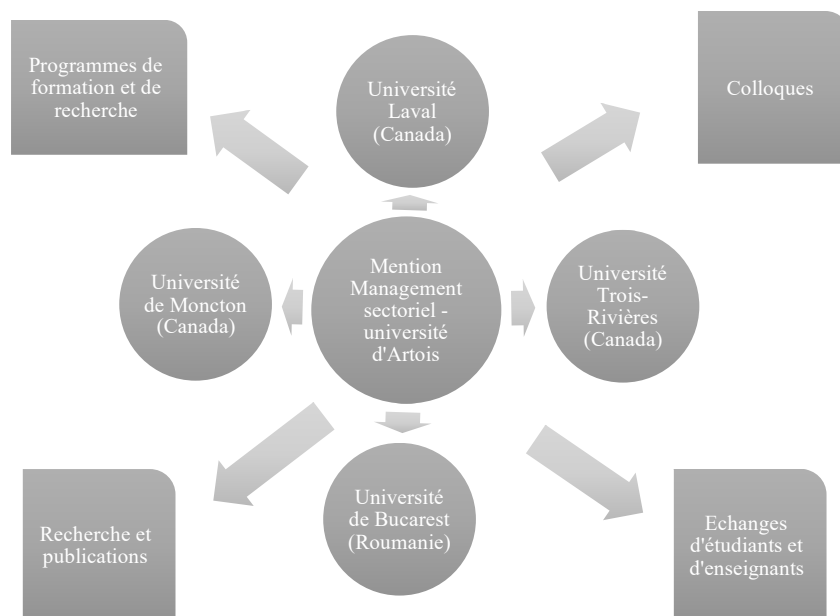 Programmes de
formation et de
recherche
Université
Laval
(Canada)
Colloques
Université
de Moncton
(Canada)
Mention
Management
sectoriel -
université
d'Artois
Université
Trois-
Rivières
(Canada)
Recherche et
publications
Université
de Bucarest
(Roumanie)
Echanges
d'étudiants et
d'enseignants